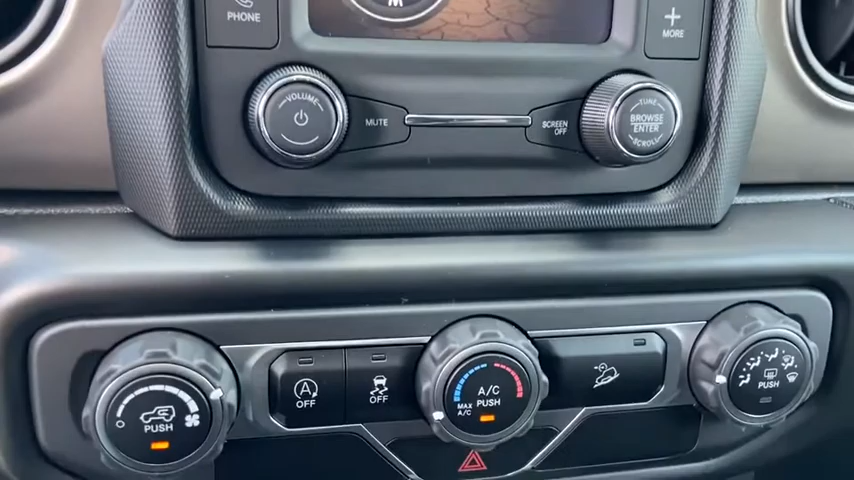 PHONE
MORE
VOLUME
MUTE
SCREEN
OFF
TUNE
BROWSE
ENTER
SCROLL
A
OFF
OFF
A/C
PUSH
MAX
A/C
PUSH
PUSH